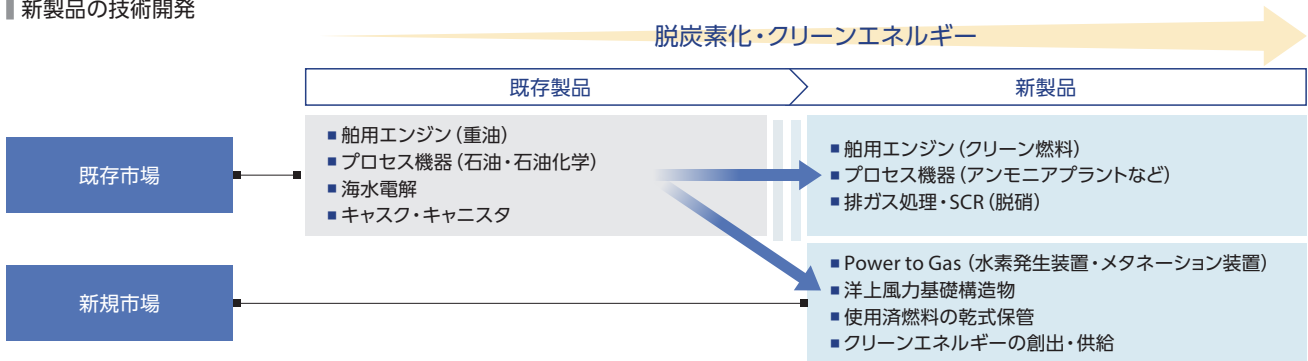 新製品の技術開発
脱炭素化・クリーンエネルギー
既存製品
新製品
既存市場
■舶用エンジン（重油）
■プロセス機器（石油・石油化学）
■海水電解
■キャスク・キャニスタ
■舶用エンジン（クリーン燃料）
■プロセス機器（アンモニアプラントなど）
■排ガス処理・SCR（脱硝）
新規市場
■Power to Gas（水素発生装置・メタネーション装置）
■洋上風力基礎構造物
■使用済燃料の乾式保管
■クリーンエネルギーの創出・供給